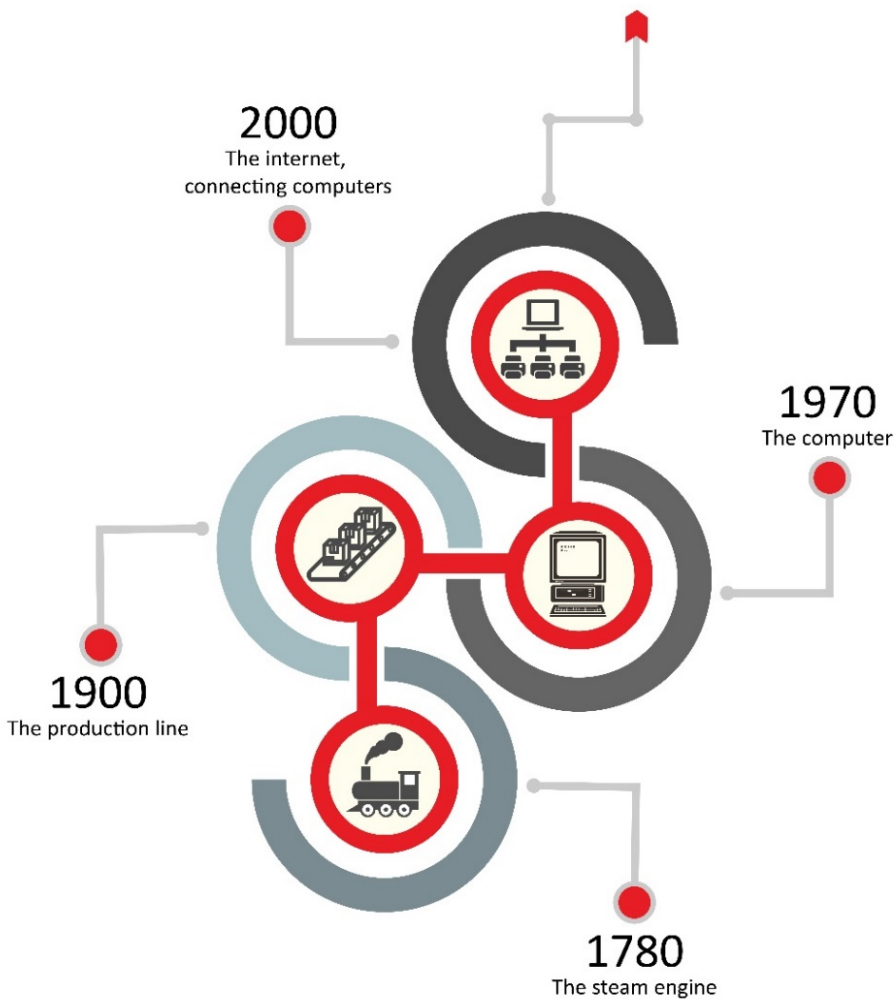 2000
The internet,
connecting computers
1970
The computer
1900
The production line
1780
The steam engine